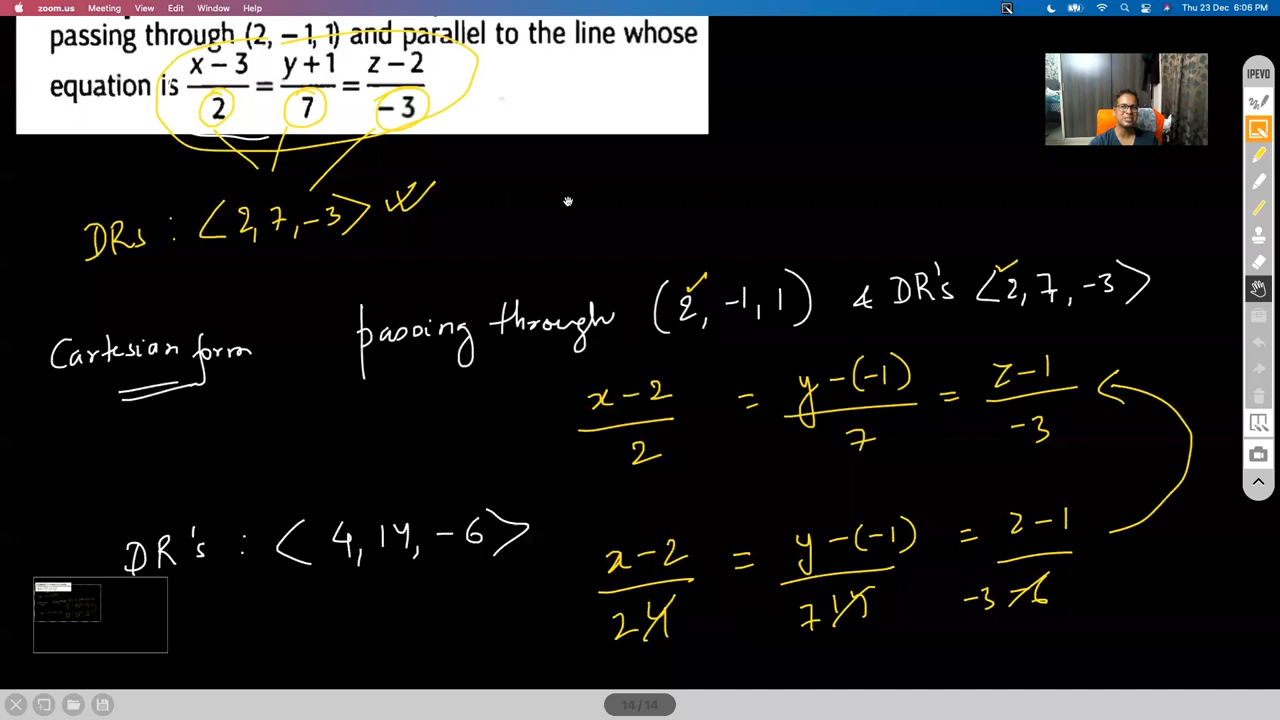 zoom.us Meeting View Edit Window Help Thu 23 Dec 6:06 PM
passing through (2, −1, 1) and parallel to the line whose
equation is x − 3 / 2 = y + 1 / 7 = z − 2 / − 3
IPEVO
DRs : <2, 7, -3>
passing through (2, -1, 1) & DR's <2, 7, -3>
Cartesian form
x - 2 / 2 = y - (-1) / 7 = z - 1 / -3
DR's : < 4, 14, -6 >
x - 2 / 2 4 = y - (-1) / 7 14 = z - 1 / -3 -6
14 / 14